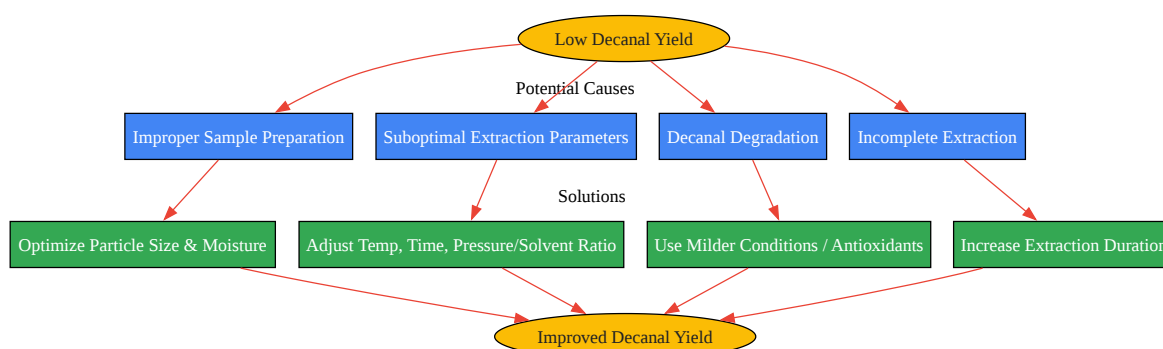 Low Decanal Yield
Potential Causes
Improper Sample Preparation
Suboptimal Extraction Parameters
Decanal Degradation
Incomplete Extraction
Solutions
Optimize Particle Size & Moisture
Adjust Temp, Time, Pressure/Solvent Ratio
Use Milder Conditions / Antioxidants
Increase Extraction Duration
Improved Decanal Yield